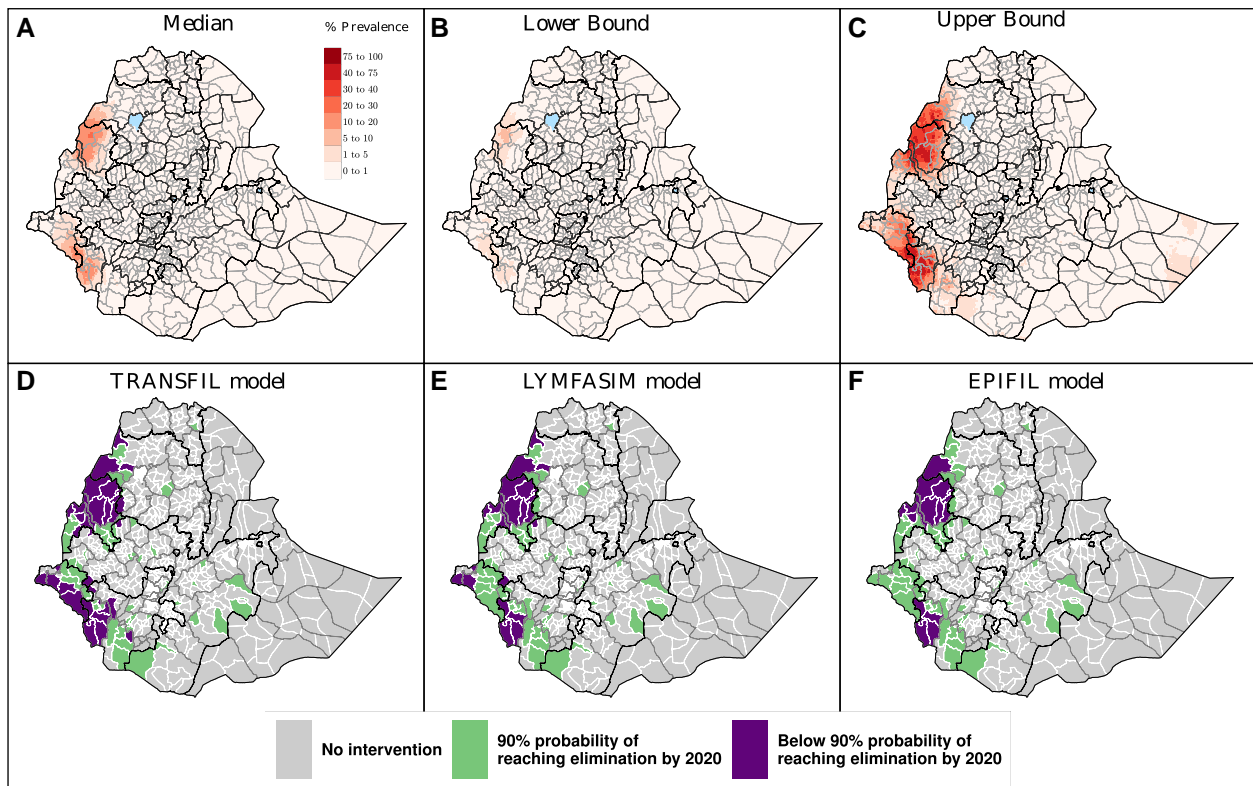 A
Median
% Prevalence
75 to 100
40 to 75
30 to 40
20 to 30
10 to 20
5 to 10
1 to 5
0 to 1
B
Lower Bound
C
Upper Bound
D
TRANSFIL model
E
LYMFASIM model
F
EPIFIL model
No intervention
90% probability of
reaching elimination by 2020
Below 90% probability of
reaching elimination by 2020